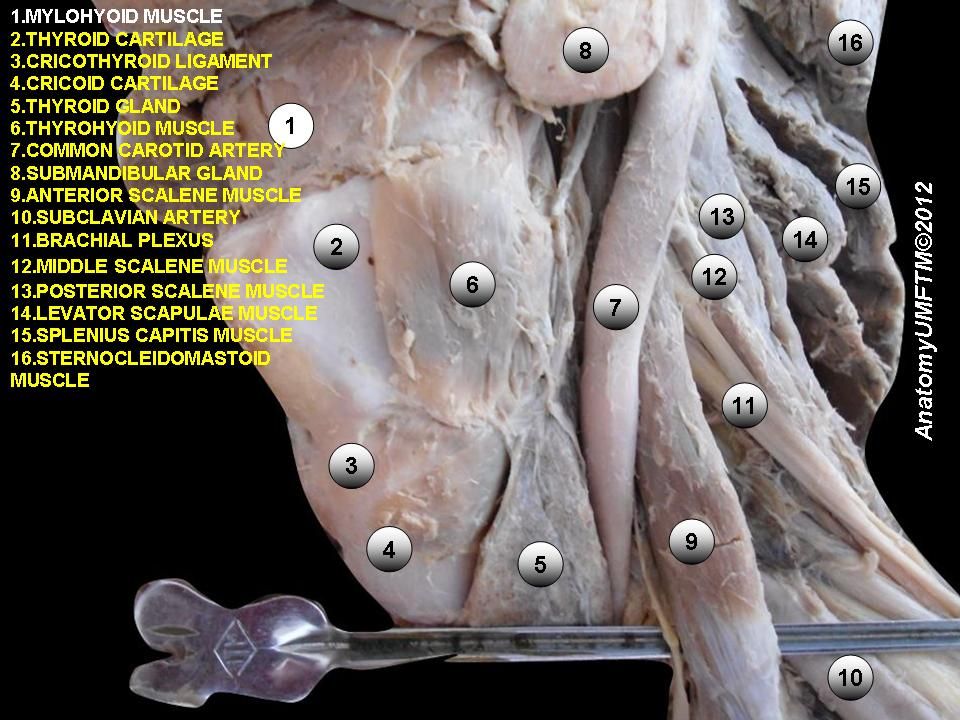 1.MYLOHYOID MUSCLE
2.THYROID CARTILAGE
3.CRICOTHYROID LIGAMENT
4.CRICOID CARTILAGE
5.THYROID GLAND
6.THYROHYOID MUSCLE
7.COMMON CAROTID ARTERY
8.SUBMANDIBULAR GLAND
9.ANTERIOR SCALENE MUSCLE
10.SUBCLAVIAN ARTERY
11.BRACHIAL PLEXUS
12.MIDDLE SCALENE MUSCLE
13.POSTERIOR SCALENE MUSCLE
14.LEVATOR SCAPULAE MUSCLE
15.SPLENIUS CAPITIS MUSCLE
16.STERNOCLEIDOMASTOID
MUSCLE
8
16
1
15
13
14
2
12
6
7
11
3
9
4
5
10
AnatomyUMFTM©2012